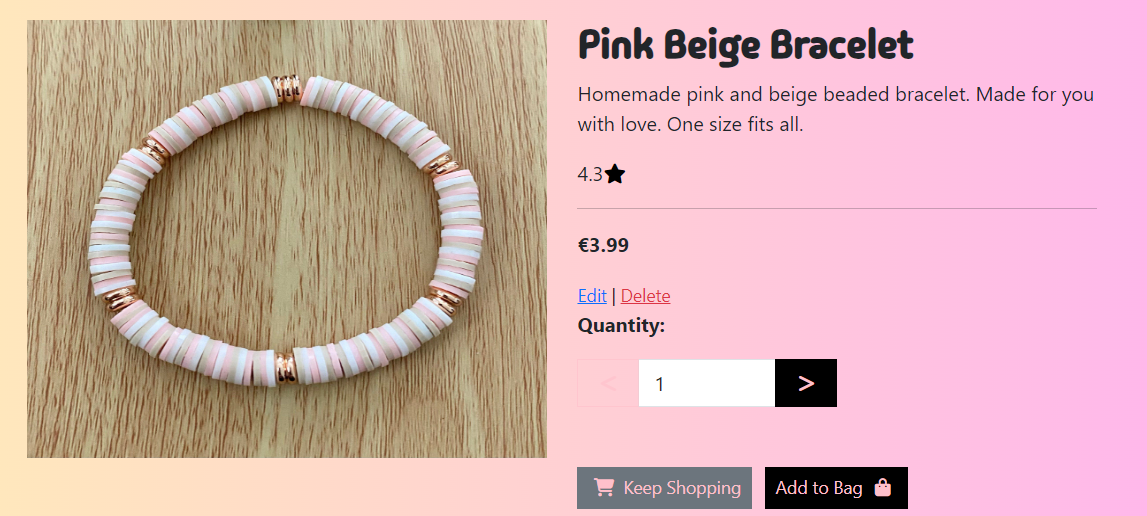 Pink Beige Bracelet
Homemade pink and beige beaded bracelet. Made for you
with love. One size fits all.
4.3
€3.99
Edit | Delete
Quantity:
< 1 >
Keep Shopping Add to Bag